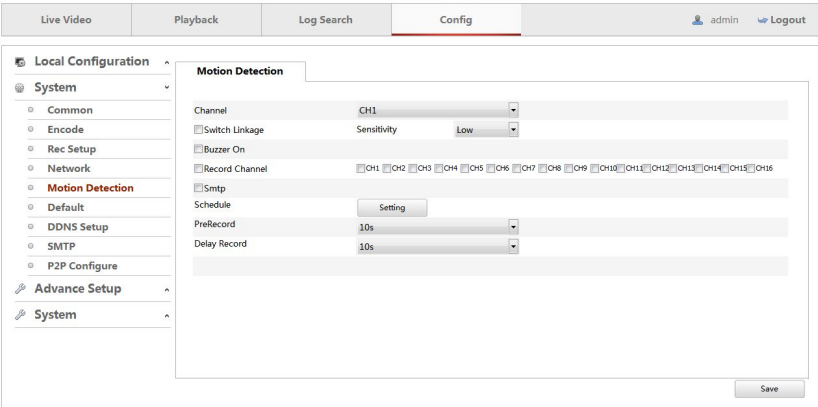 Live Video Playback Log Search Config admin Logout
Local Configuration
System
Common
Encode
Rec Setup
Network
Motion Detection
Default
DDNS Setup
SMTP
P2P Configure
Advance Setup
System
Motion Detection
Channel CH1
Switch Linkage Sensitivity Low
Buzzer On
Record Channel CH1 CH2 CH3 CH4 CH5 CH6 CH7 CH8 CH9 CH10 CH11 CH12 CH13 CH14 CH15 CH16
Smtp
Schedule Setting
PreRecord 10s
Delay Record 10s
Save